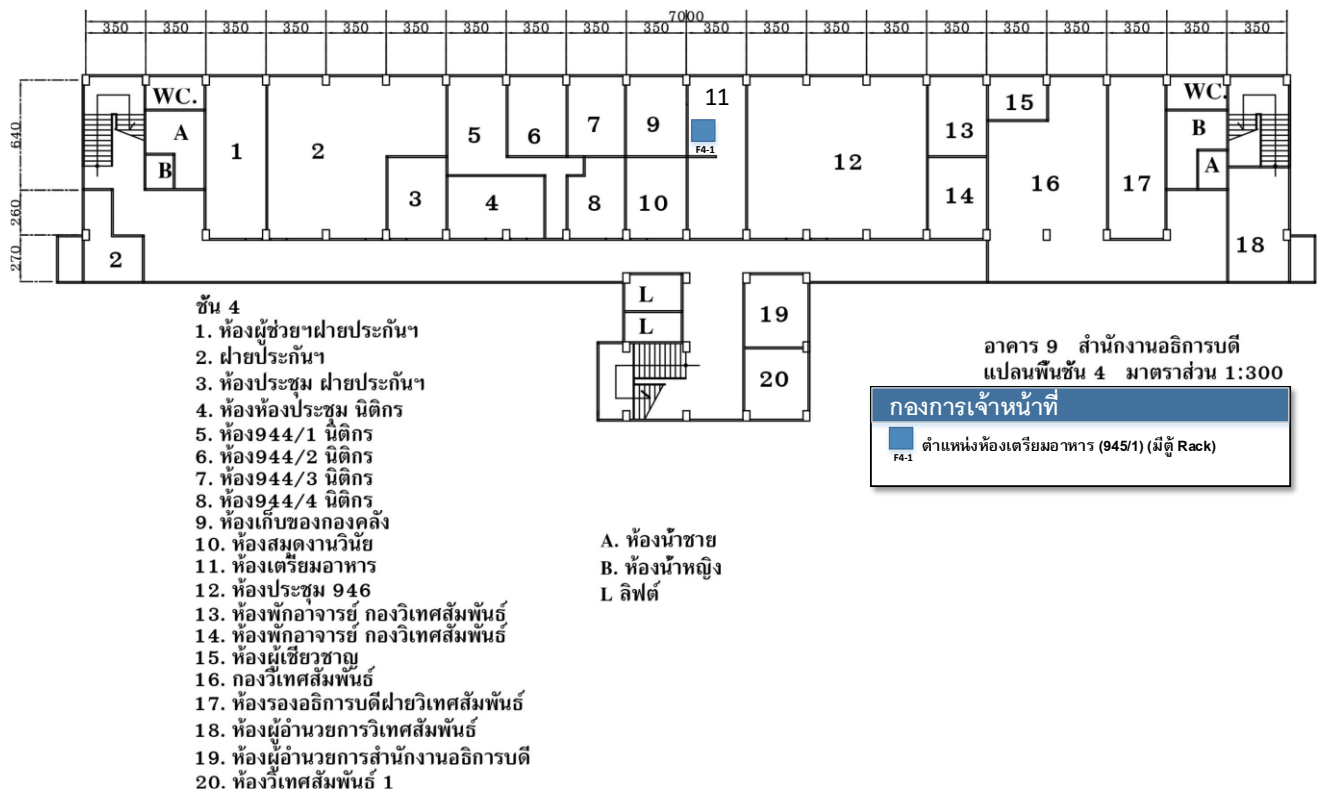 7000
350 350 350 350 350 350 350 350 350 350 350 350 350 350 350 350 350 350 350 350
640
260
270
WC.
A
B
1
2
3
4
5
6
7
8
9
10
11
F4-1
12
13
14
15
16
17
WC.
B
A
18
2
L
L
19
20
ชั้น 4
1. ห้องผู้ช่วยฯฝ่ายประกันฯ
2. ฝ่ายประกันฯ
3. ห้องประชุม ฝ่ายประกันฯ
4. ห้องห้องประชุม นิติกร
5. ห้อง944/1 นิติกร
6. ห้อง944/2 นิติกร
7. ห้อง944/3 นิติกร
8. ห้อง944/4 นิติกร
9. ห้องเก็บของกองคลัง
10. ห้องสมุดงานวินัย
11. ห้องเตรียมอาหาร
12. ห้องประชุม 946
13. ห้องพักอาจารย์ กองวิเทศสัมพันธ์
14. ห้องพักอาจารย์ กองวิเทศสัมพันธ์
15. ห้องผู้เชียวชาญ
16. กองวิเทศสัมพันธ์
17. ห้องรองอธิการบดีฝ่ายวิเทศสัมพันธ์
18. ห้องผู้อำนวยการวิเทศสัมพันธ์
19. ห้องผู้อำนวยการสำนักงานอธิการบดี
20. ห้องวิเทศสัมพันธ์ 1
A. ห้องน้ำชาย
B. ห้องน้ำหญิง
L ลิฟต์
อาคาร 9 สำนักงานอธิการบดี
แปลนพื้นชั้น 4 มาตราส่วน 1:300
กองการเจ้าหน้าที่
F4-1 ตำแหน่งห้องเตรียมอาหาร (945/1) (มีตู้ Rack)